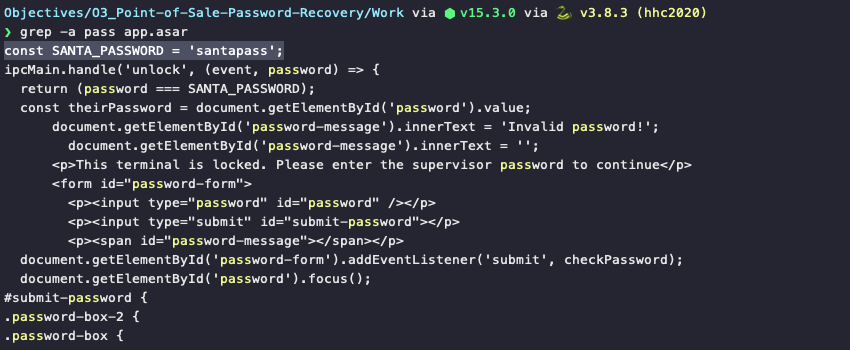 Objectives/O3_Point-of-Sale-Password-Recovery/Work via ⬢ v15.3.0 via 🐍 v3.8.3 (hhc2020)
❯ grep -a pass app.asar
const SANTA_PASSWORD = 'santapass';
ipcMain.handle('unlock', (event, password) => {
  return (password === SANTA_PASSWORD);
  const theirPassword = document.getElementById('password').value;
      document.getElementById('password-message').innerText = 'Invalid password!';
        document.getElementById('password-message').innerText = '';
      <p>This terminal is locked. Please enter the supervisor password to continue</p>
      <form id="password-form">
        <p><input type="password" id="password" /></p>
        <p><input type="submit" id="submit-password"></p>
        <p><span id="password-message"></span></p>
  document.getElementById('password-form').addEventListener('submit', checkPassword);
  document.getElementById('password').focus();
#submit-password {
.password-box-2 {
.password-box {